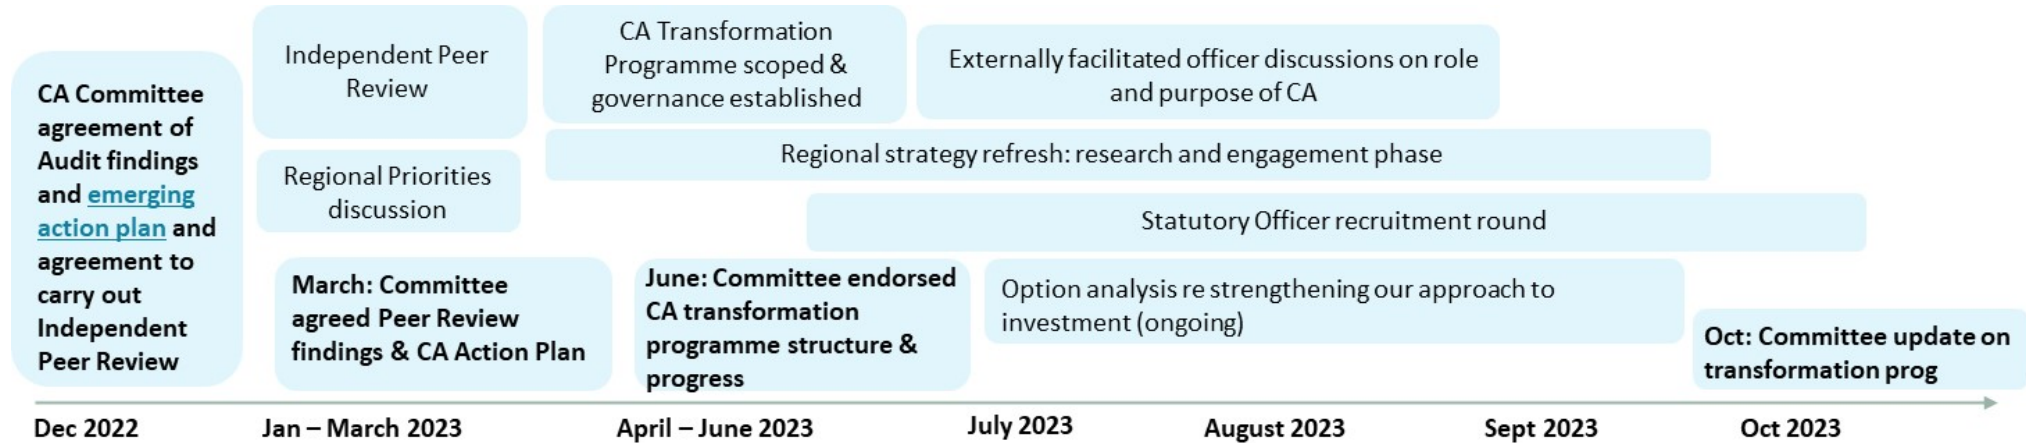 CA Committee
agreement of
Audit findings
and emerging
action plan and
agreement to
carry out
Independent
Peer Review
Independent Peer
Review
Regional Priorities
discussion
March: Committee
agreed Peer Review
findings & CA Action Plan
CA Transformation
Programme scoped &
governance established
Externally facilitated officer discussions on role
and purpose of CA
Regional strategy refresh: research and engagement phase
Statutory Officer recruitment round
June: Committee endorsed
CA transformation
programme structure &
progress
Option analysis re strengthening our approach to
investment (ongoing)
Oct: Committee update on
transformation prog
Dec 2022
Jan – March 2023
April – June 2023
July 2023
August 2023
Sept 2023
Oct 2023